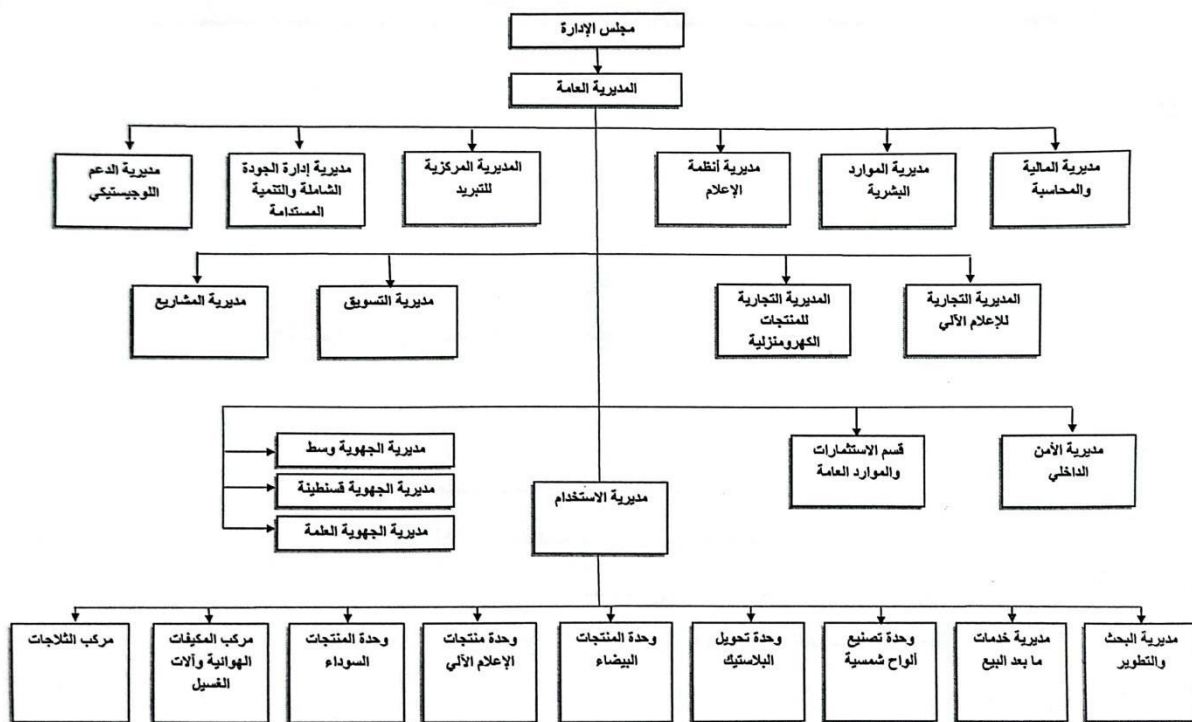 مجلس الإدارة
المديرية العامة
مديرية المالية
والمحاسبة
مديرية الموارد
البشرية
مديرية أنظمة
الإعلام
المديرية المركزية
للتبريد
مديرية إدارة الجودة
الشاملة والتنمية
المستدامة
مديرية الدعم
اللوجيستيكي
المديرية التجارية
للإعلام الآلي
المديرية التجارية
للمنتجات
الكهرومنزلية
مديرية التسويق
مديرية المشاريع
مديرية الأمن
الداخلي
قسم الاستثمارات
والموارد العامة
مديرية الاستخدام
مديرية الجهوية وسط
مديرية الجهوية قسنطينة
مديرية الجهوية العلمة
مديرية البحث
والتطوير
مديرية خدمات
ما بعد البيع
وحدة تصنيع
ألواح شمسية
وحدة تحويل
البلاستيك
وحدة المنتجات
البيضاء
وحدة منتجات
الإعلام الآلي
وحدة المنتجات
السوداء
مركب المكيفات
الهوائية وآلات
الغسيل
مركب الثلاجات